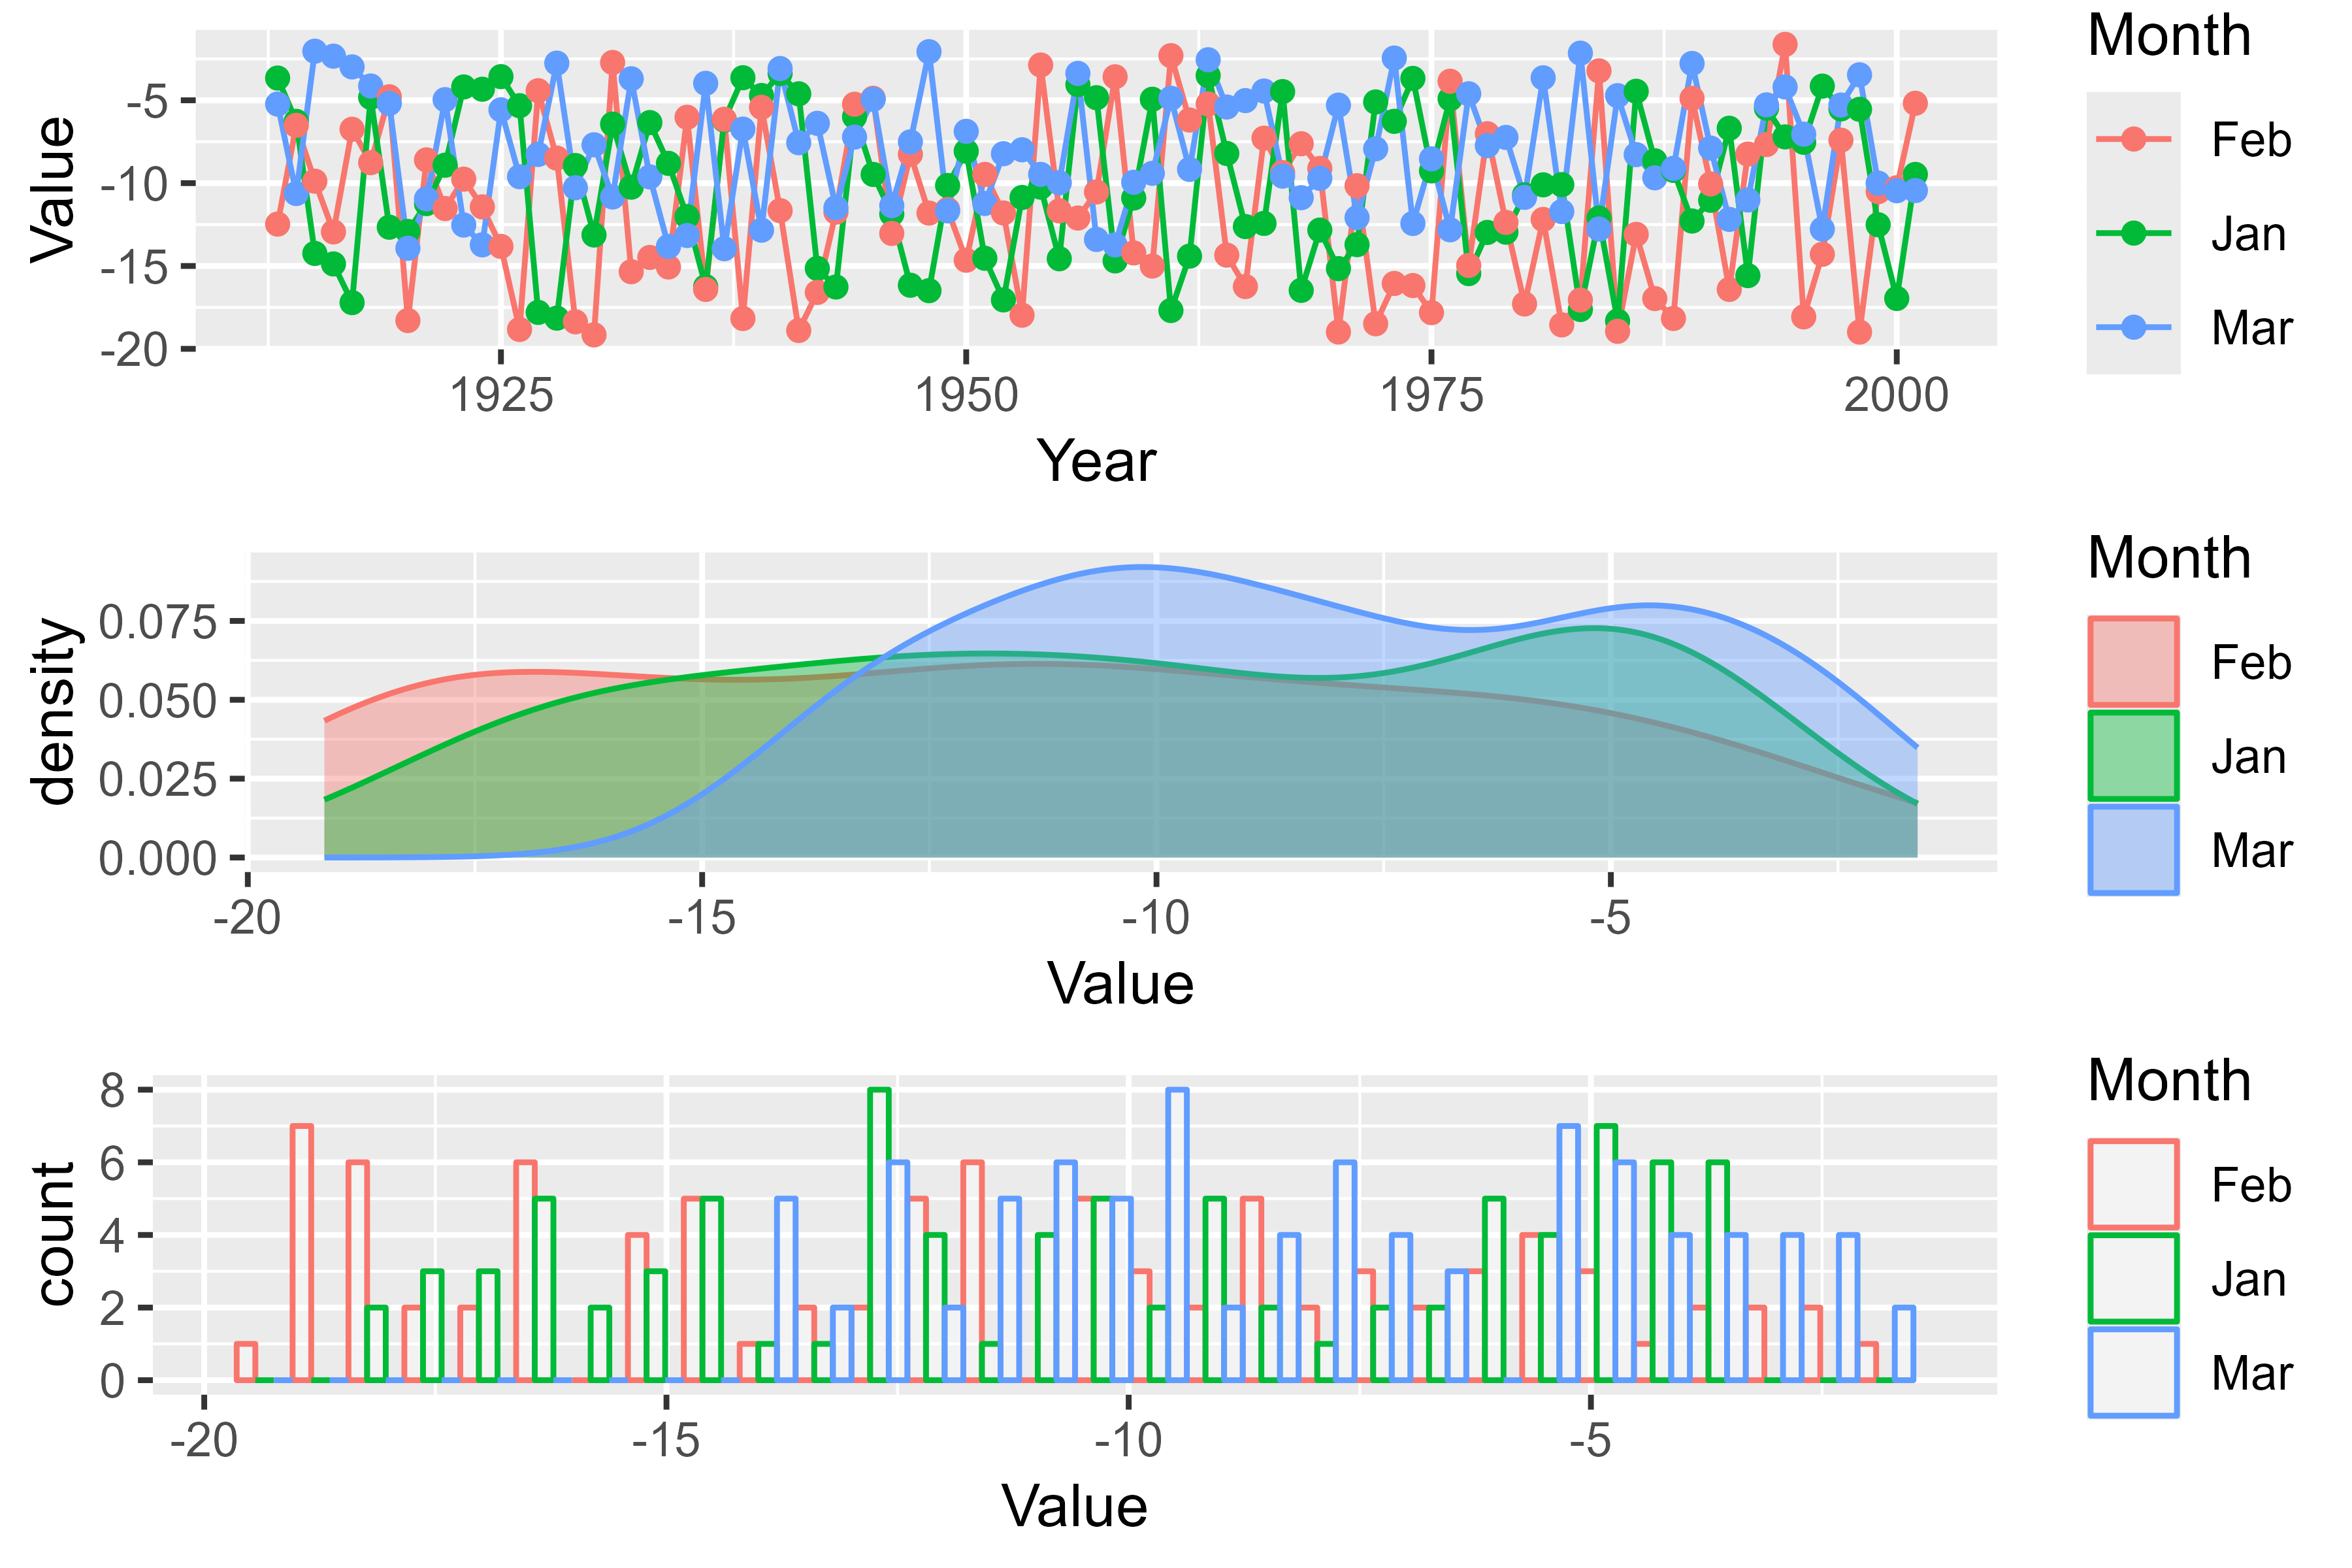 Month
Feb
Jan
Mar
Value
-5
-10
-15
-20
1925 1950 1975 2000
Year
Month
Feb
Jan
Mar
density
0.075
0.050
0.025
0.000
-20 -15 -10 -5
Value
Month
Feb
Jan
Mar
count
8
6
4
2
0
-20 -15 -10 -5
Value